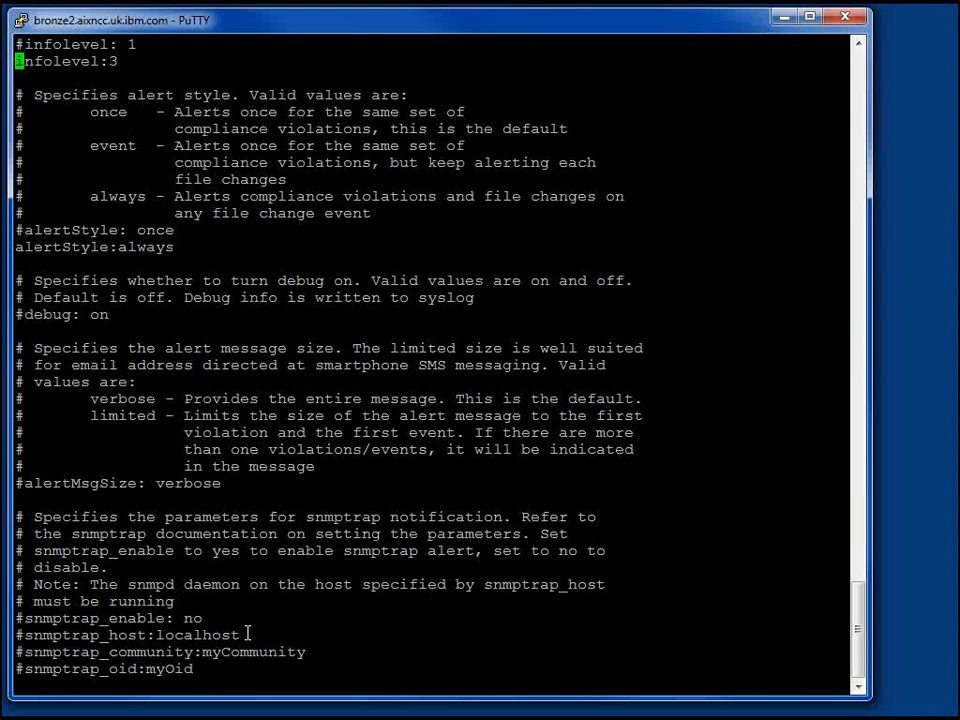 bronze2.aixncc.uk.ibm.com - PuTTY
#infolevel: 1
infolevel:3
# Specifies alert style. Valid values are:
# once - Alerts once for the same set of
# compliance violations, this is the default
# event - Alerts once for the same set of
# compliance violations, but keep alerting each
# file changes
# always - Alerts compliance violations and file changes on
# any file change event
#alertStyle: once
alertStyle:always
# Specifies whether to turn debug on. Valid values are on and off.
# Default is off. Debug info is written to syslog
#debug: on
# Specifies the alert message size. The limited size is well suited
# for email address directed at smartphone SMS messaging. Valid
# values are:
# verbose - Provides the entire message. This is the default.
# limited - Limits the size of the alert message to the first
# violation and the first event. If there are more
# than one violations/events, it will be indicated
# in the message
#alertMsgSize: verbose
# Specifies the parameters for snmptrap notification. Refer to
# the snmptrap documentation on setting the parameters. Set
# snmptrap_enable to yes to enable snmptrap alert, set to no to
# disable.
# Note: The snmpd daemon on the host specified by snmptrap_host
# must be running
#snmptrap_enable: no
#snmptrap_host:localhost
#snmptrap_community:myCommunity
#snmptrap_oid:myOid